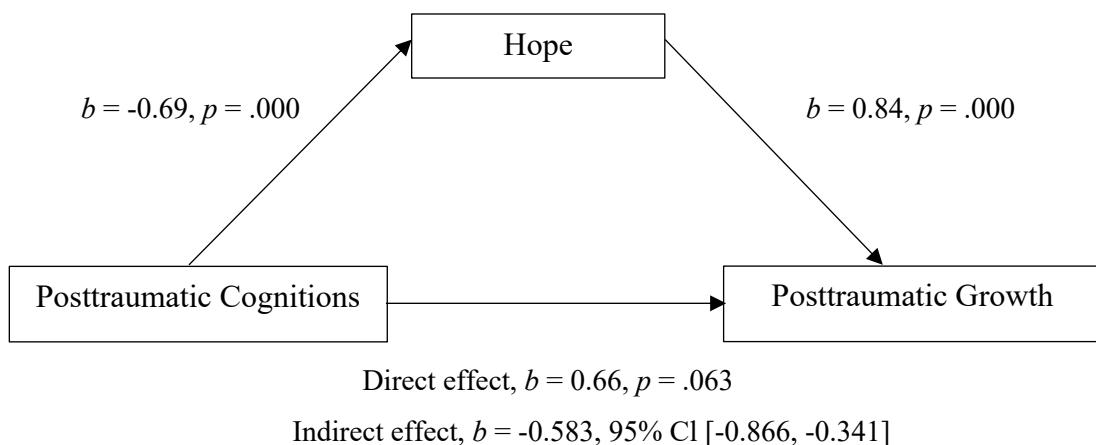 Hope
b = -0.69, p = .000
b = 0.84, p = .000
Posttraumatic Cognitions
Posttraumatic Growth
Direct effect, b = 0.66, p = .063
Indirect effect, b = -0.583, 95% Cl [-0.866, -0.341]